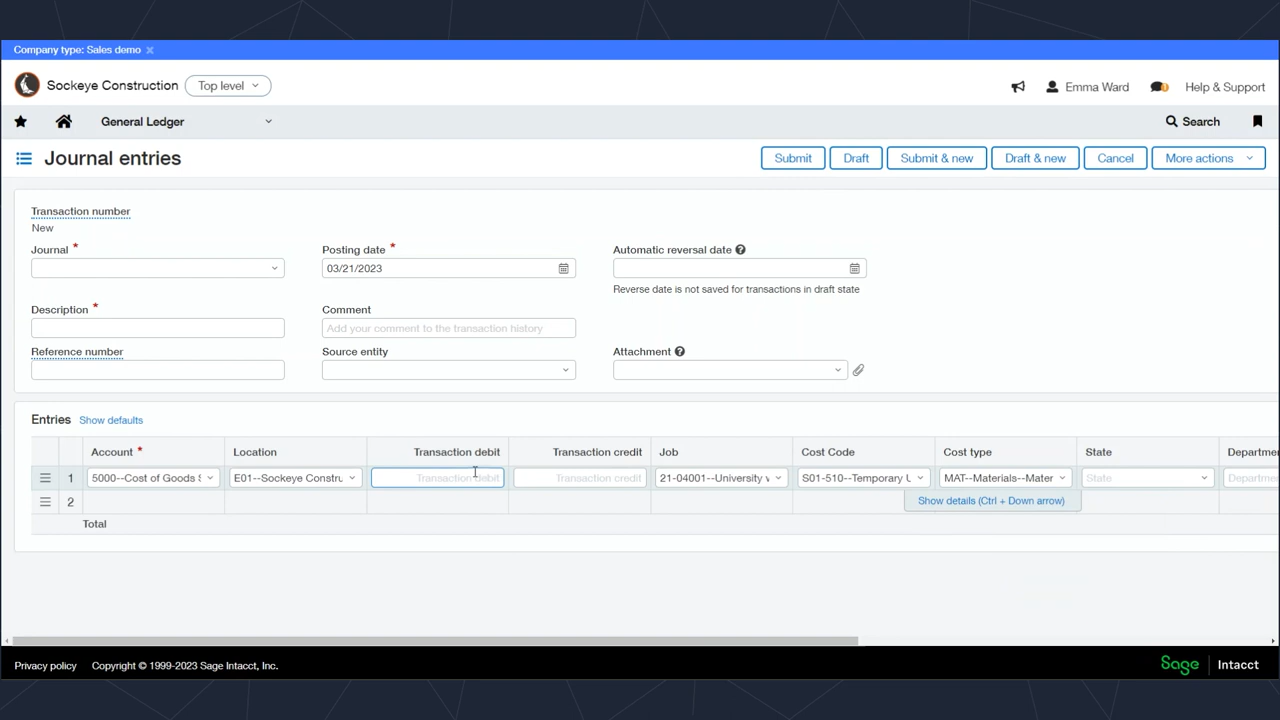 Company type: Sales demo ×
Sockeye Construction Top level
Emma Ward Help & Support
General Ledger
Search
Journal entries Submit Draft Submit & new Draft & new Cancel More actions
Transaction number
New
Journal * Posting date * Automatic reversal date ?
03/21/2023
Reverse date is not saved for transactions in draft state
Description * Comment
Add your comment to the transaction history
Reference number Source entity Attachment ?
Entries Show defaults
Account * Location Transaction debit Transaction credit Job Cost Code Cost type State Departme
1 5000--Cost of Goods S E01--Sockeye Constru Transaction debit Transaction credit 21-04001--University S01-510--Temporary U MAT--Materials--Mater State Departme
2 Show details (Ctrl + Down arrow)
Total
Privacy policy Copyright © 1999-2023 Sage Intacct, Inc. Sage Intacct